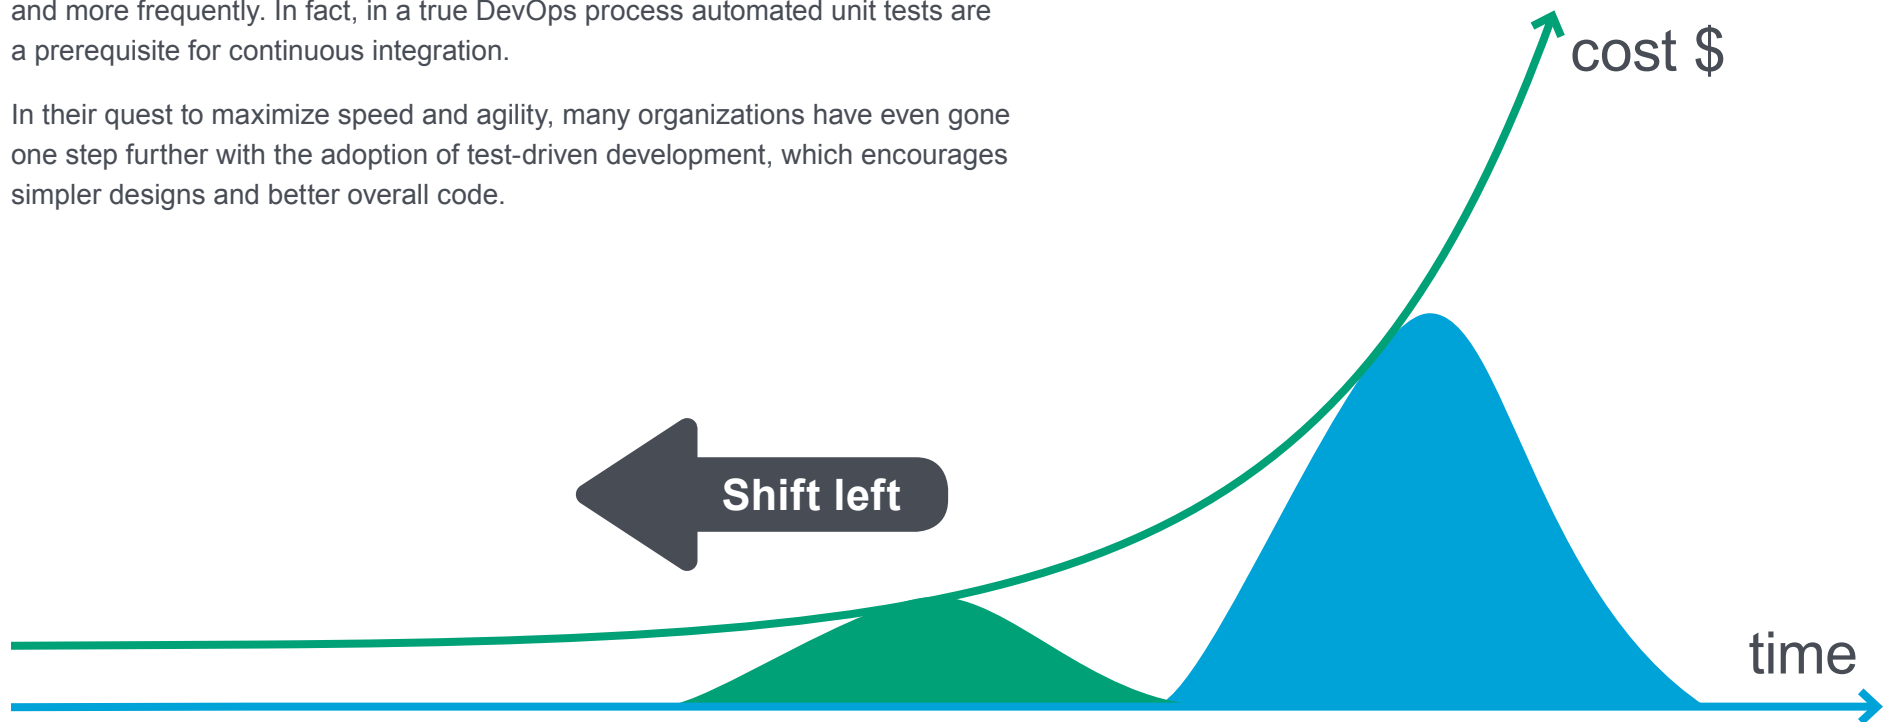 and more frequently. In fact, in a true DevOps process automated unit tests are
a prerequisite for continuous integration.
In their quest to maximize speed and agility, many organizations have even gone
one step further with the adoption of test-driven development, which encourages
simpler designs and better overall code.
cost $
Shift left
time